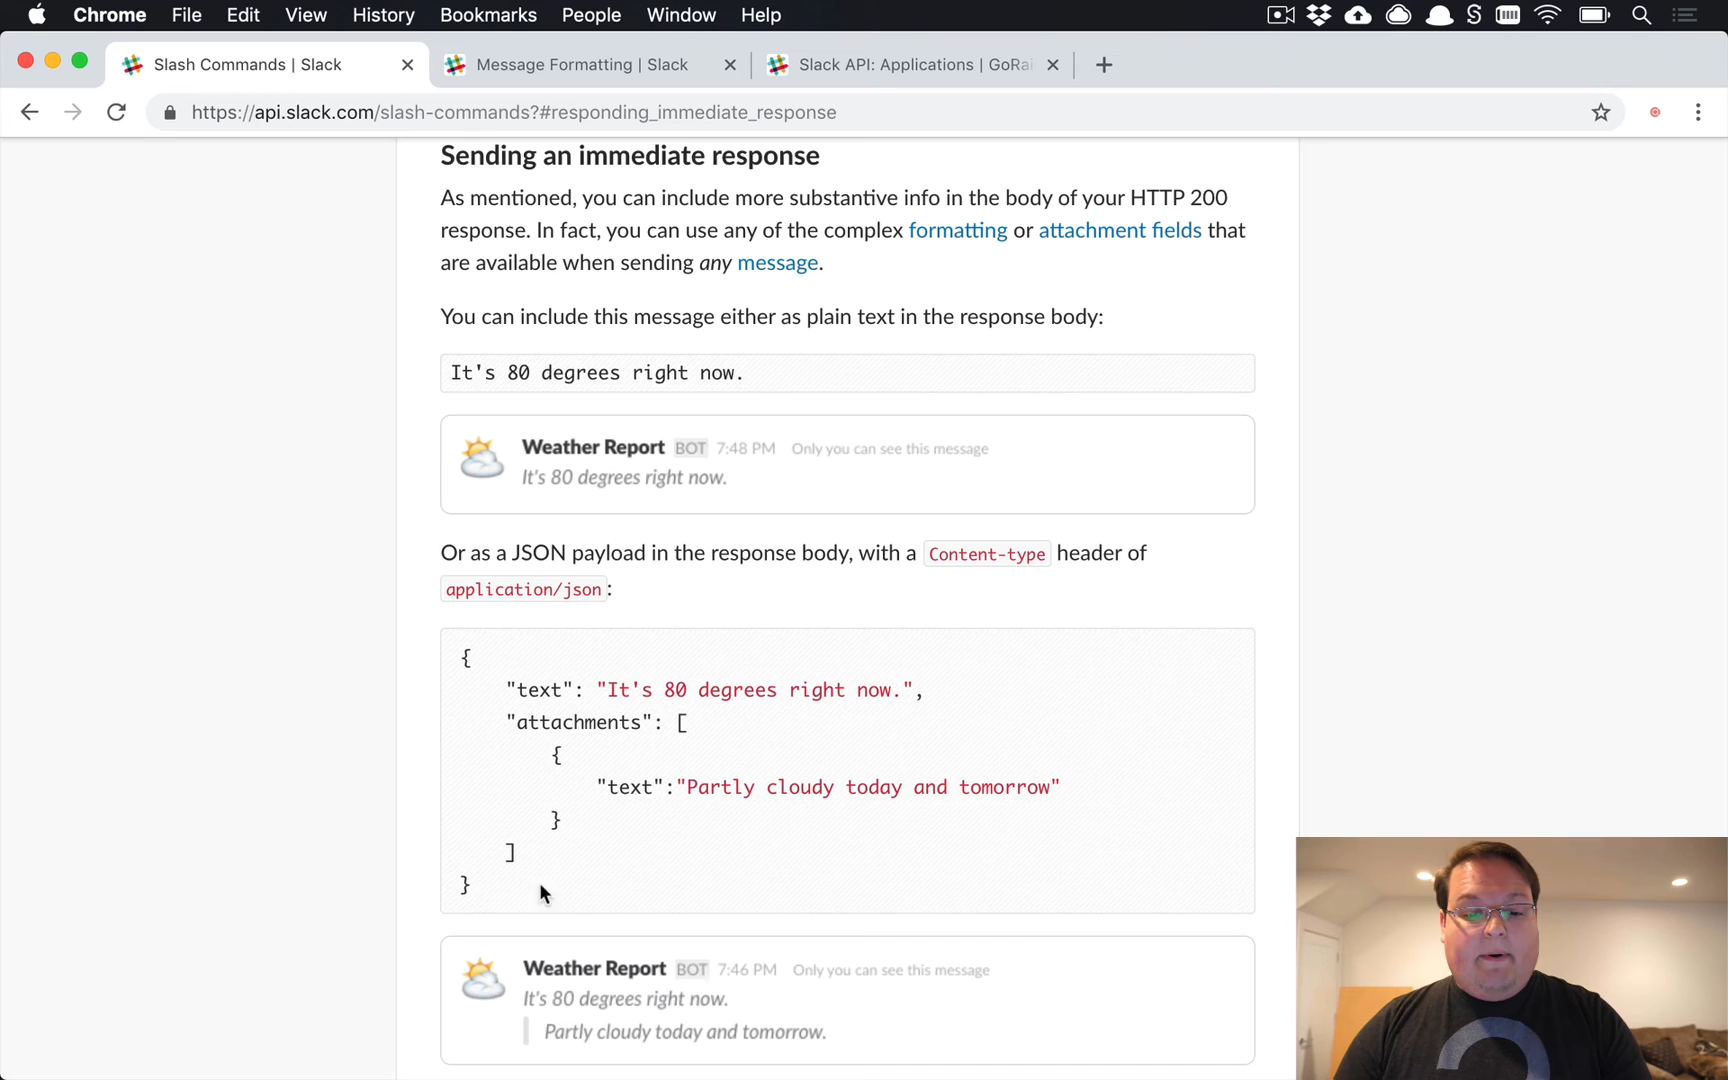 Chrome File Edit View History Bookmarks People Window Help
Slash Commands | Slack
Message Formatting | Slack
Slack API: Applications | GoRai
https://api.slack.com/slash-commands?#responding_immediate_response
Sending an immediate response
As mentioned, you can include more substantive info in the body of your HTTP 200
response. In fact, you can use any of the complex formatting or attachment fields that
are available when sending any message.
You can include this message either as plain text in the response body:
It's 80 degrees right now.
Weather Report BOT 7:48 PM Only you can see this message
It's 80 degrees right now.
Or as a JSON payload in the response body, with a Content-type header of
application/json:
{
"text": "It's 80 degrees right now.",
"attachments": [
{
"text":"Partly cloudy today and tomorrow"
}
]
}
Weather Report BOT 7:46 PM Only you can see this message
It's 80 degrees right now.
Partly cloudy today and tomorrow.